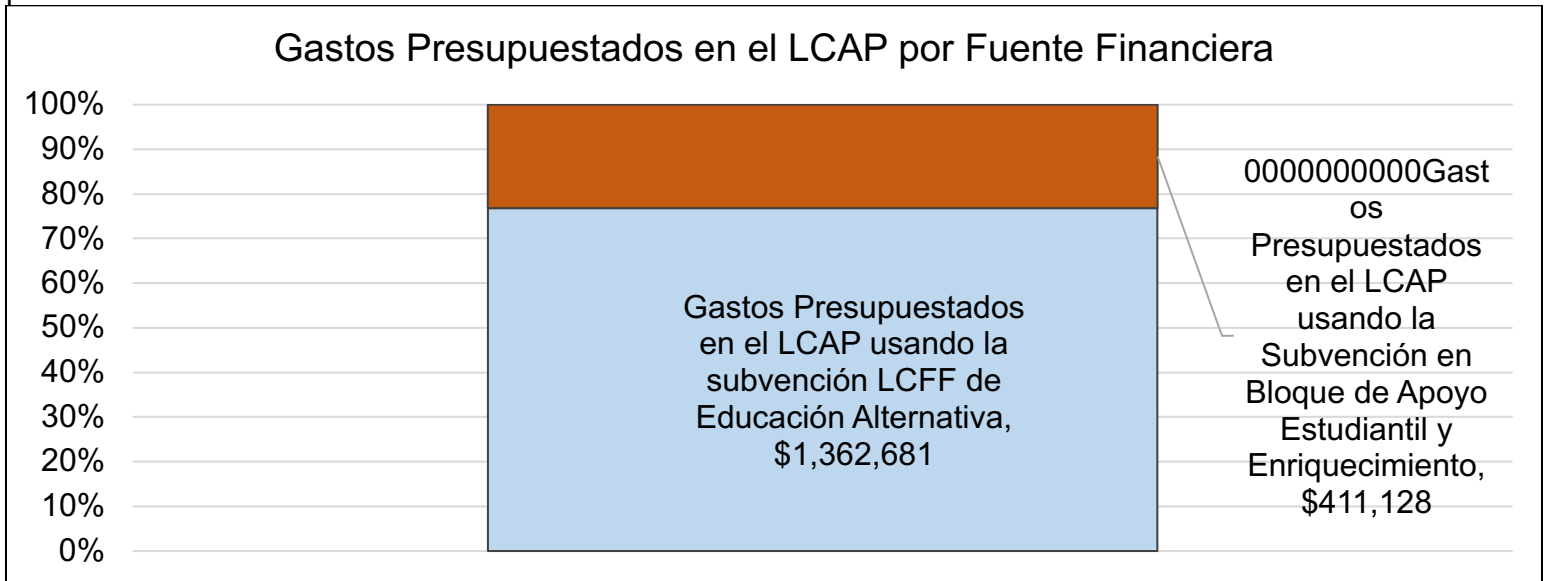 Gastos Presupuestados en el LCAP por Fuente Financiera
100%
90%
80%
70%
60%
50%
40%
30%
20%
10%
0%
Gastos Presupuestados
en el LCAP usando la
subvención LCFF de
Educación Alternativa,
$1,362,681
0000000000Gast
os
Presupuestados
en el LCAP
usando la
Subvención en
Bloque de Apoyo
Estudiantil y
Enriquecimiento,
$411,128